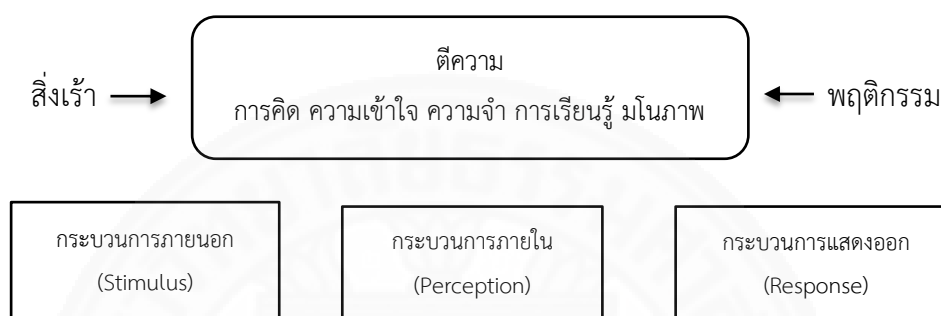 ตีความ
สิ่งเร้า
การคิด ความเข้าใจ ความจำ การเรียนรู้ มโนภาพ
พฤติกรรม
กระบวนการภายนอก
(Stimulus)
กระบวนการภายใน
(Perception)
กระบวนการแสดงออก
(Response)